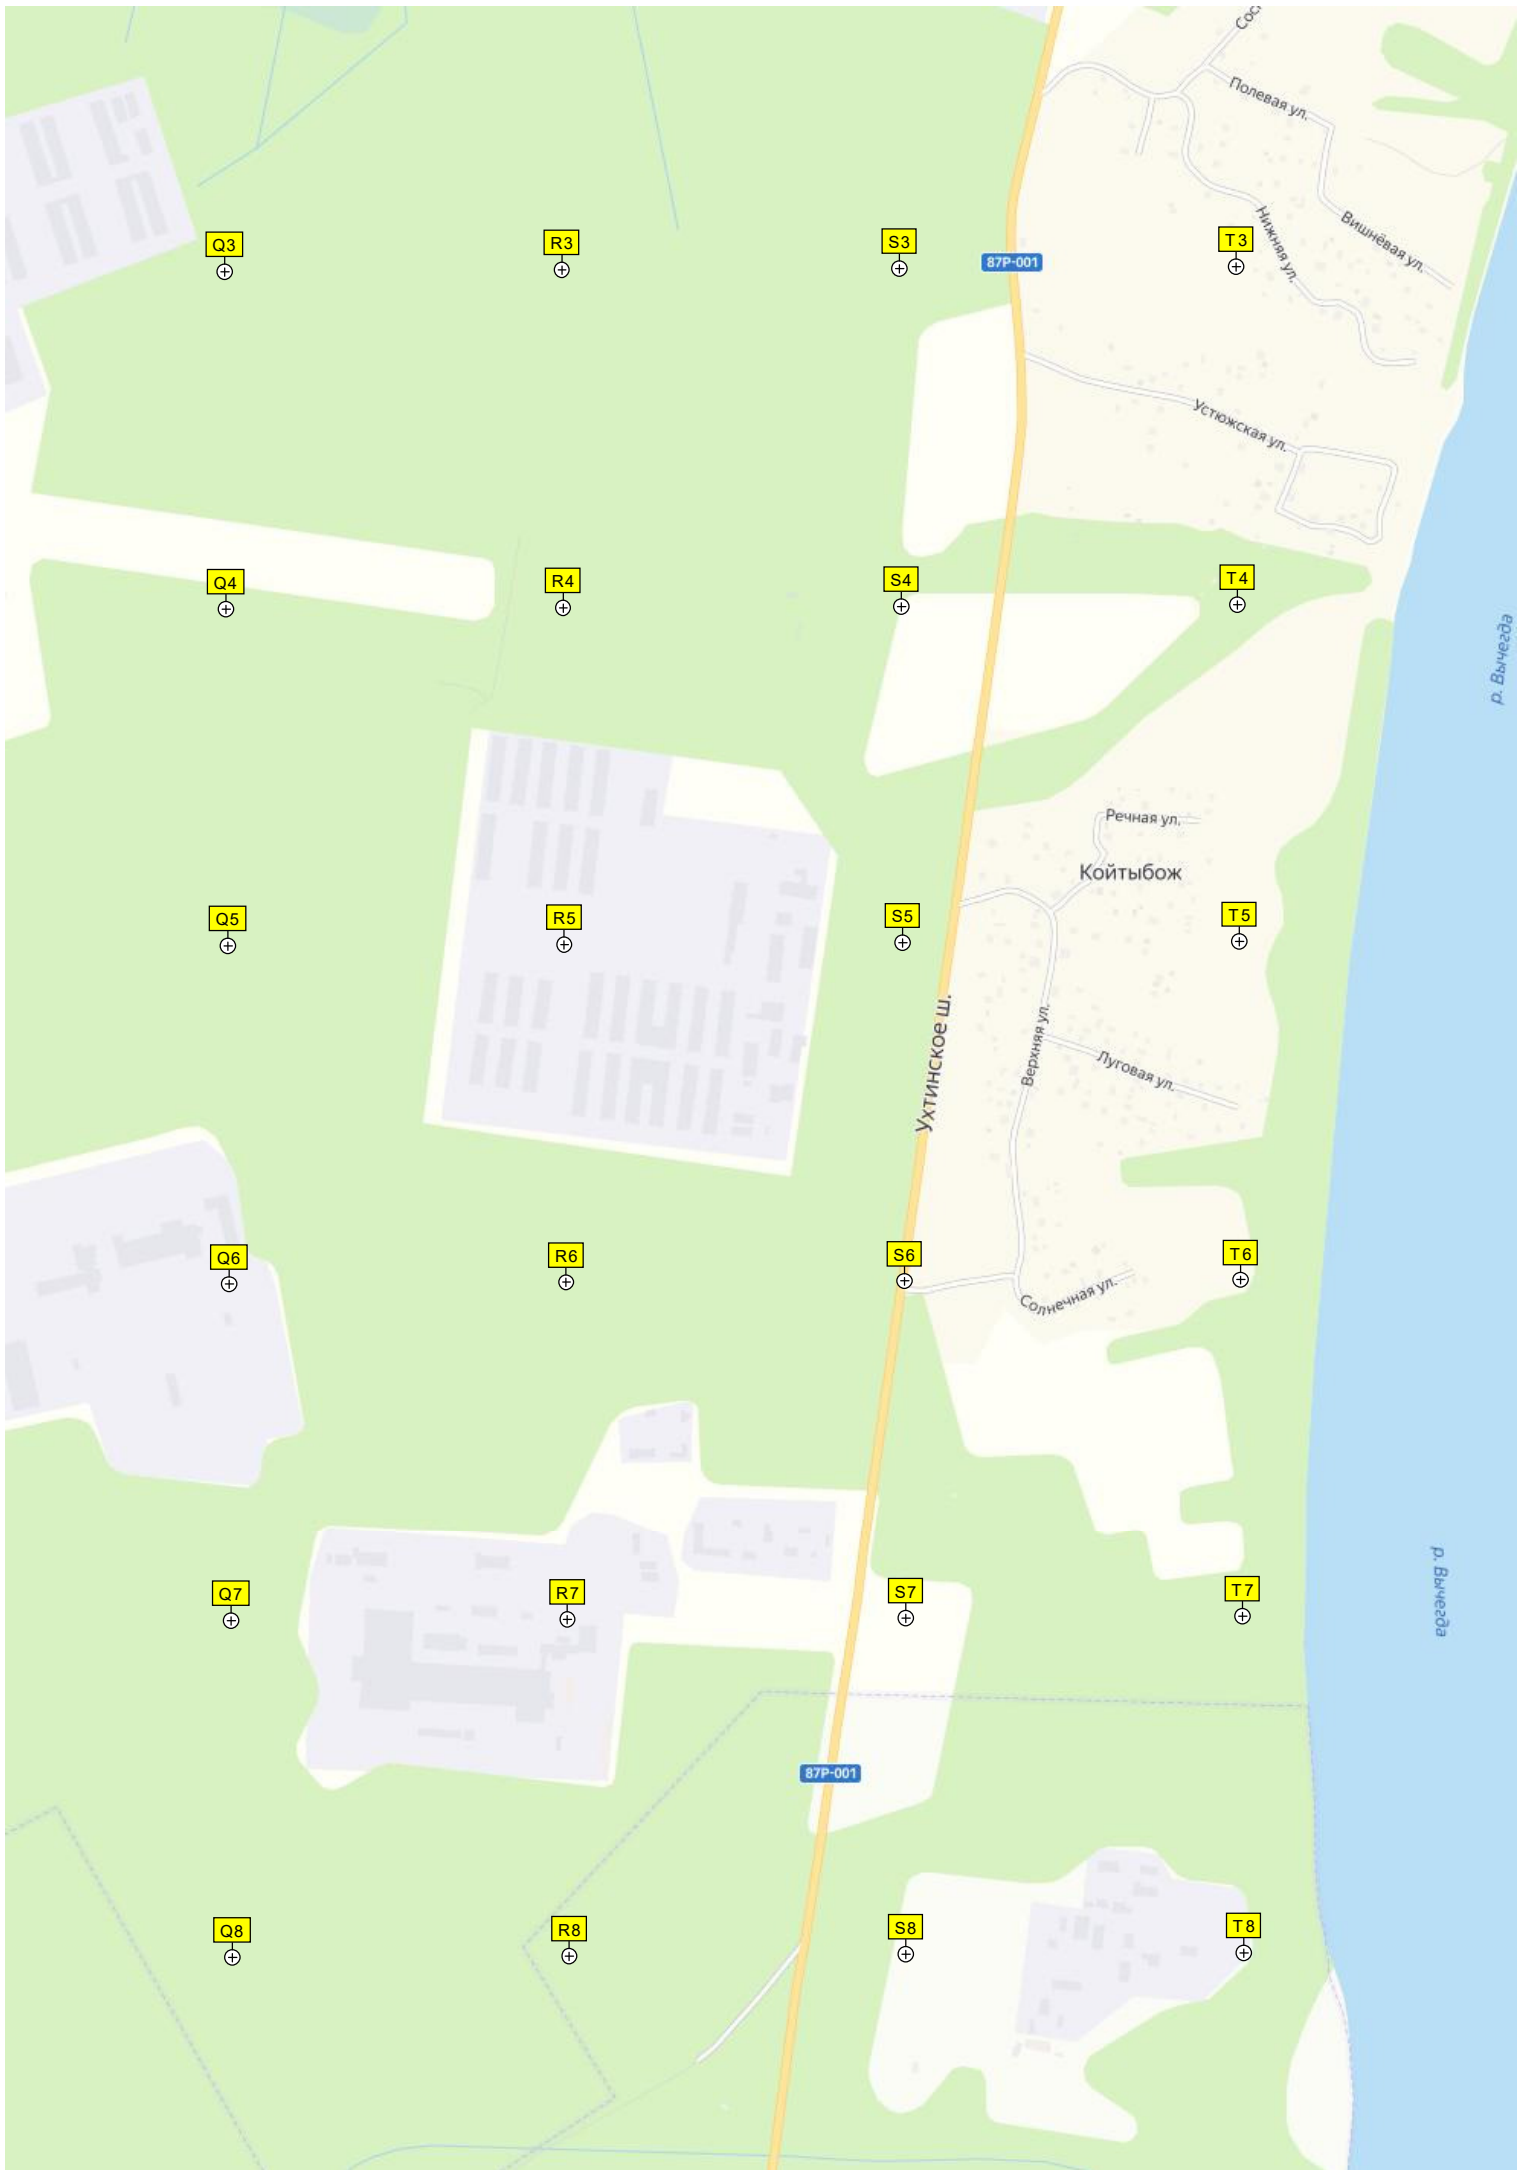 Полевая ул.
Вишнёвая ул.
Нижняя ул.
Q3
R3
S3
T3
87Р-001
Устюжская ул.
Q4
R4
S4
T4
р. Вычегда
Речная ул.
Койтыбож
Q5
R5
S5
T5
Ухтинское ш.
Верхняя ул.
Луговая ул.
Q6
R6
S6
T6
Солнечная ул.
р. Вычегда
Q7
R7
S7
T7
87Р-001
Q8
R8
S8
T8